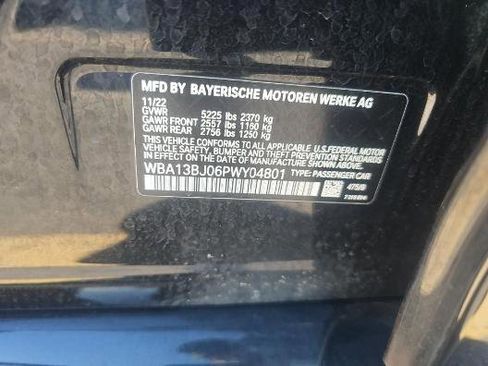 MFD BY BAYERISCHE MOTOREN WERKE AG
11/22
GVWR 5225 lbs 2370 kg
GAWR FRONT 2557 lbs 1160 kg
GAWR REAR 2756 lbs 1250 kg
THIS VEHICLE CONFORMS TO ALL APPLICABLE U.S.FEDERAL MOTOR
VEHICLE SAFETY, BUMPER, AND THEFT PREVENTION STANDARDS
IN EFFECT ON THE DATE OF MANUFACTURE SHOWN ABOVE.
WBA13BJ06PWY04801 TYPE: PASSENGER CAR
475/8